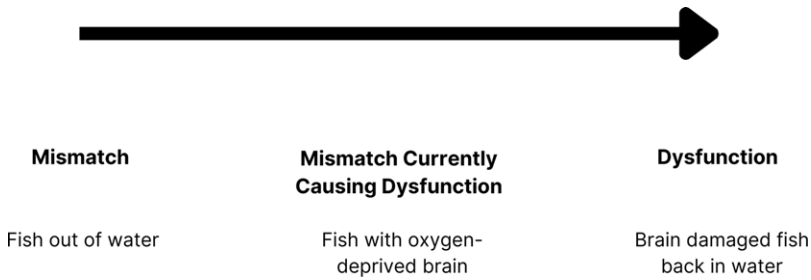 Mismatch
Mismatch Currently
Causing Dysfunction
Dysfunction
Fish out of water
Fish with oxygen-
deprived brain
Brain damaged fish
back in water